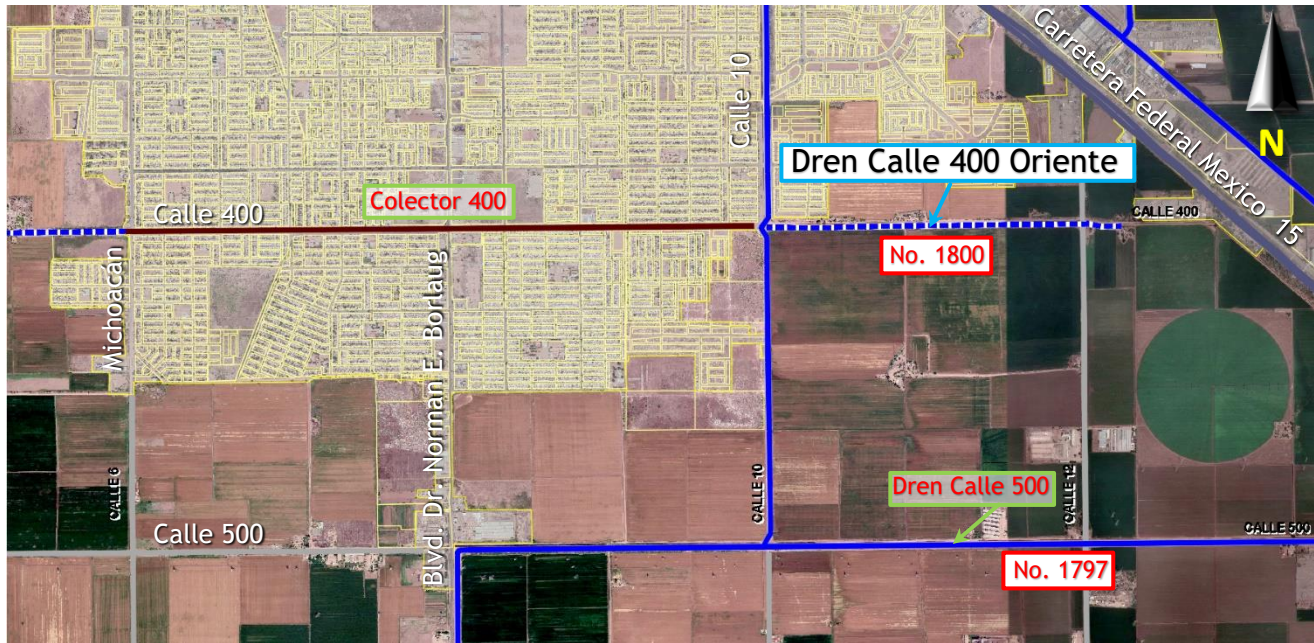 Carretera Federal Mexico 15
Calle 10
N
Dren Calle 400 Oriente
Colector 400
Calle 400
CALLE 400
No. 1800
Michoacán
Blvd. Dr. Norman E. Borlaug
CALLE 6
CALLE 10
Dren Calle 500
CALLE 12
Calle 500
CALLE 500
No. 1797